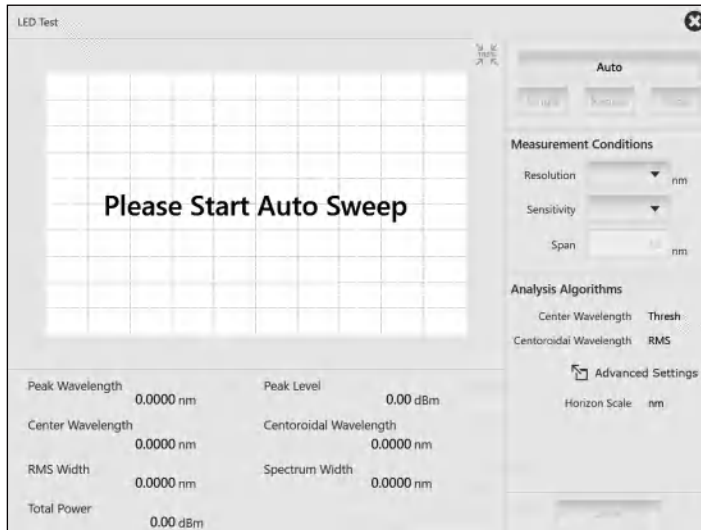 LED Test
Please Start Auto Sweep
Peak Wavelength
0.0000 nm
Peak Level
0.00 dBm
Center Wavelength
0.0000 nm
Centoroidal Wavelength
0.0000 nm
RMS Width
0.0000 nm
Spectrum Width
0.0000 nm
Total Power
0.00 dBm
Auto
Measurement Conditions
Resolution nm
Sensitivity
Span nm
Analysis Algorithms
Center Wavelength Thresh
Centoroidal Wavelength RMS
Advanced Settings
Horizon Scale nm